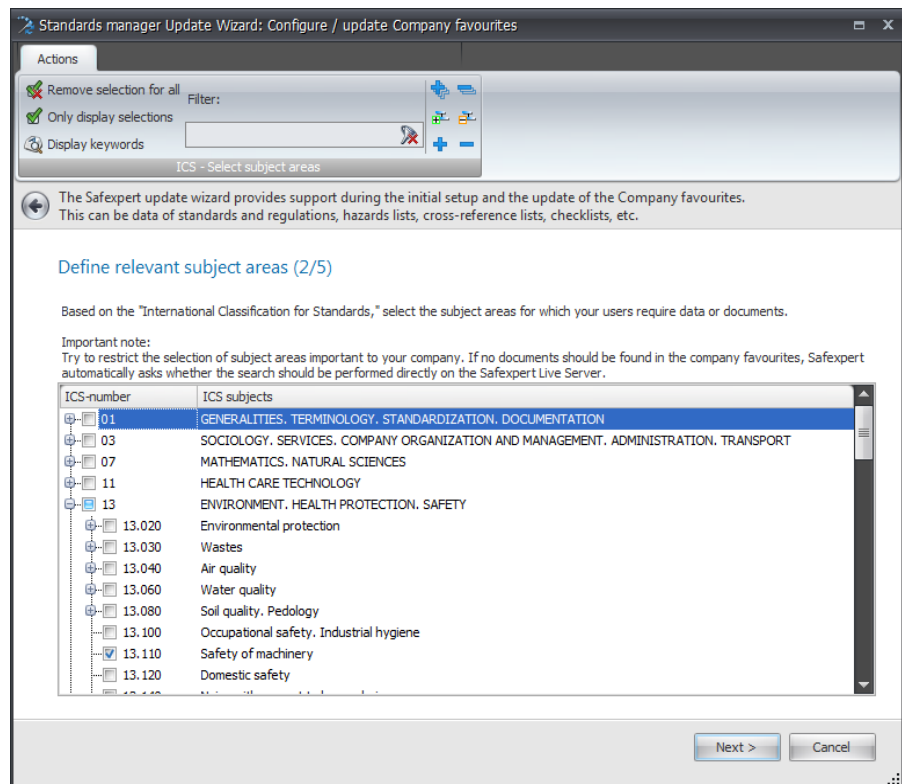 Standards manager Update Wizard: Configure / update Company favourites
Actions
Remove selection for all
Filter:
Only display selections
Display keywords
ICS - Select subject areas
The Safexpert update wizard provides support during the initial setup and the update of the Company favourites.
This can be data of standards and regulations, hazards lists, cross-reference lists, checklists, etc.
Define relevant subject areas (2/5)
Based on the "International Classification for Standards," select the subject areas for which your users require data or documents.
Important note:
Try to restrict the selection of subject areas important to your company. If no documents should be found in the company favourites, Safexpert
automatically asks whether the search should be performed directly on the Safexpert Live Server.
ICS-number ICS subjects
01 GENERALITIES. TERMINOLOGY. STANDARDIZATION. DOCUMENTATION
03 SOCIOLOGY. SERVICES. COMPANY ORGANIZATION AND MANAGEMENT. ADMINISTRATION. TRANSPORT
07 MATHEMATICS. NATURAL SCIENCES
11 HEALTH CARE TECHNOLOGY
13 ENVIRONMENT. HEALTH PROTECTION. SAFETY
13.020 Environmental protection
13.030 Wastes
13.040 Air quality
13.060 Water quality
13.080 Soil quality. Pedology
13.100 Occupational safety. Industrial hygiene
13.110 Safety of machinery
13.120 Domestic safety
Next >
Cancel